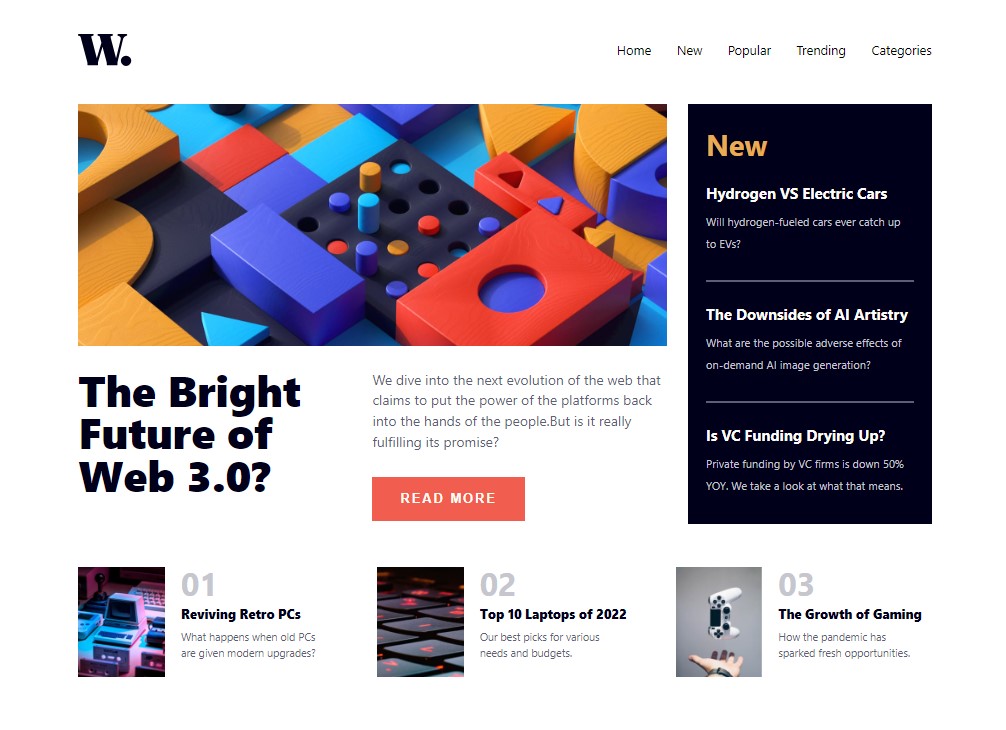 W.
Home New Popular Trending Categories
The Bright
Future of
Web 3.0?
We dive into the next evolution of the web that
claims to put the power of the platforms back
into the hands of the people.But is it really
fulfilling its promise?
READ MORE
New
Hydrogen VS Electric Cars
Will hydrogen-fueled cars ever catch up
to EVs?
The Downsides of AI Artistry
What are the possible adverse effects of
on-demand AI image generation?
Is VC Funding Drying Up?
Private funding by VC firms is down 50%
YOY. We take a look at what that means.
01
Reviving Retro PCs
What happens when old PCs
are given modern upgrades?
02
Top 10 Laptops of 2022
Our best picks for various
needs and budgets.
03
The Growth of Gaming
How the pandemic has
sparked fresh opportunities.